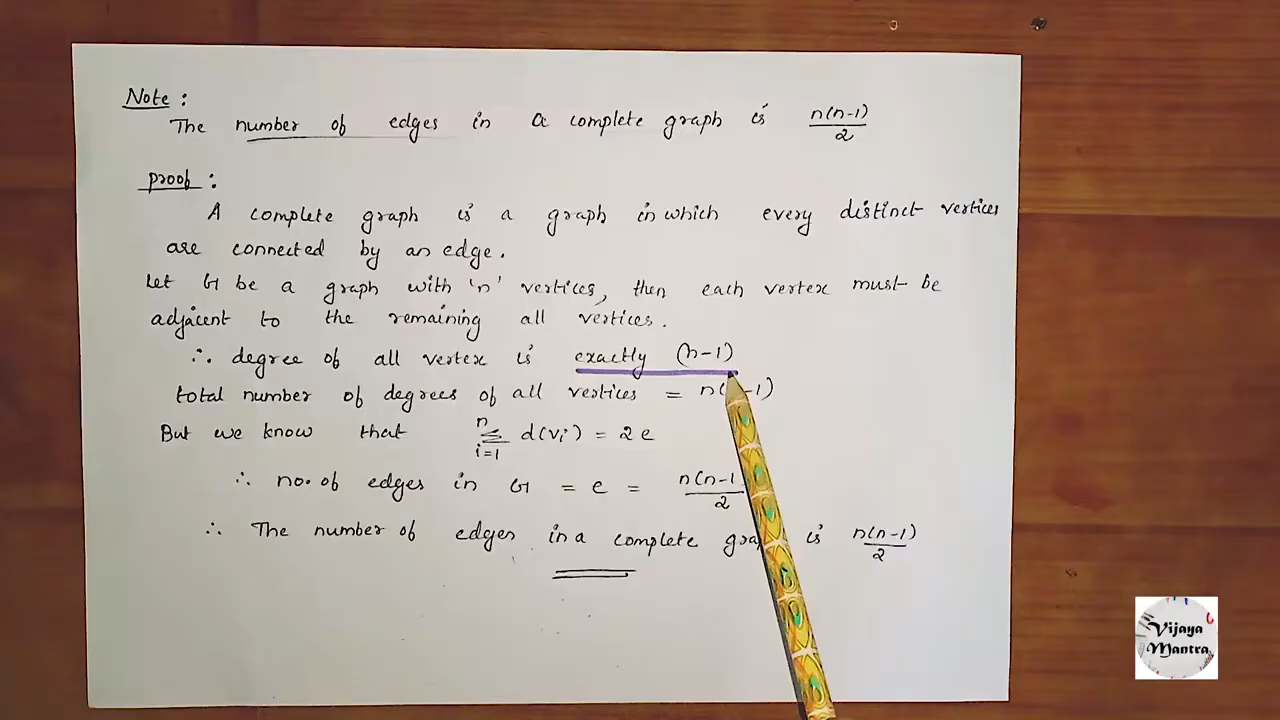 Note :
The number of edges in a complete graph is n(n-1)/2
proof :
A complete graph is a graph in which every distinct vertices
are connected by an edge.
Let G be a graph with 'n' vertices, then each vertex must be
adjacent to the remaining all vertices.
∴ degree of all vertex is exactly (n-1)
total number of degrees of all vertices = n( -1)
But we know that n Σ i=1 d(vi) = 2e
∴ no. of edges in G = e = n(n-1 /2
∴ The number of edges in a complete gra is n(n-1)/2
Vijaya
Mantra